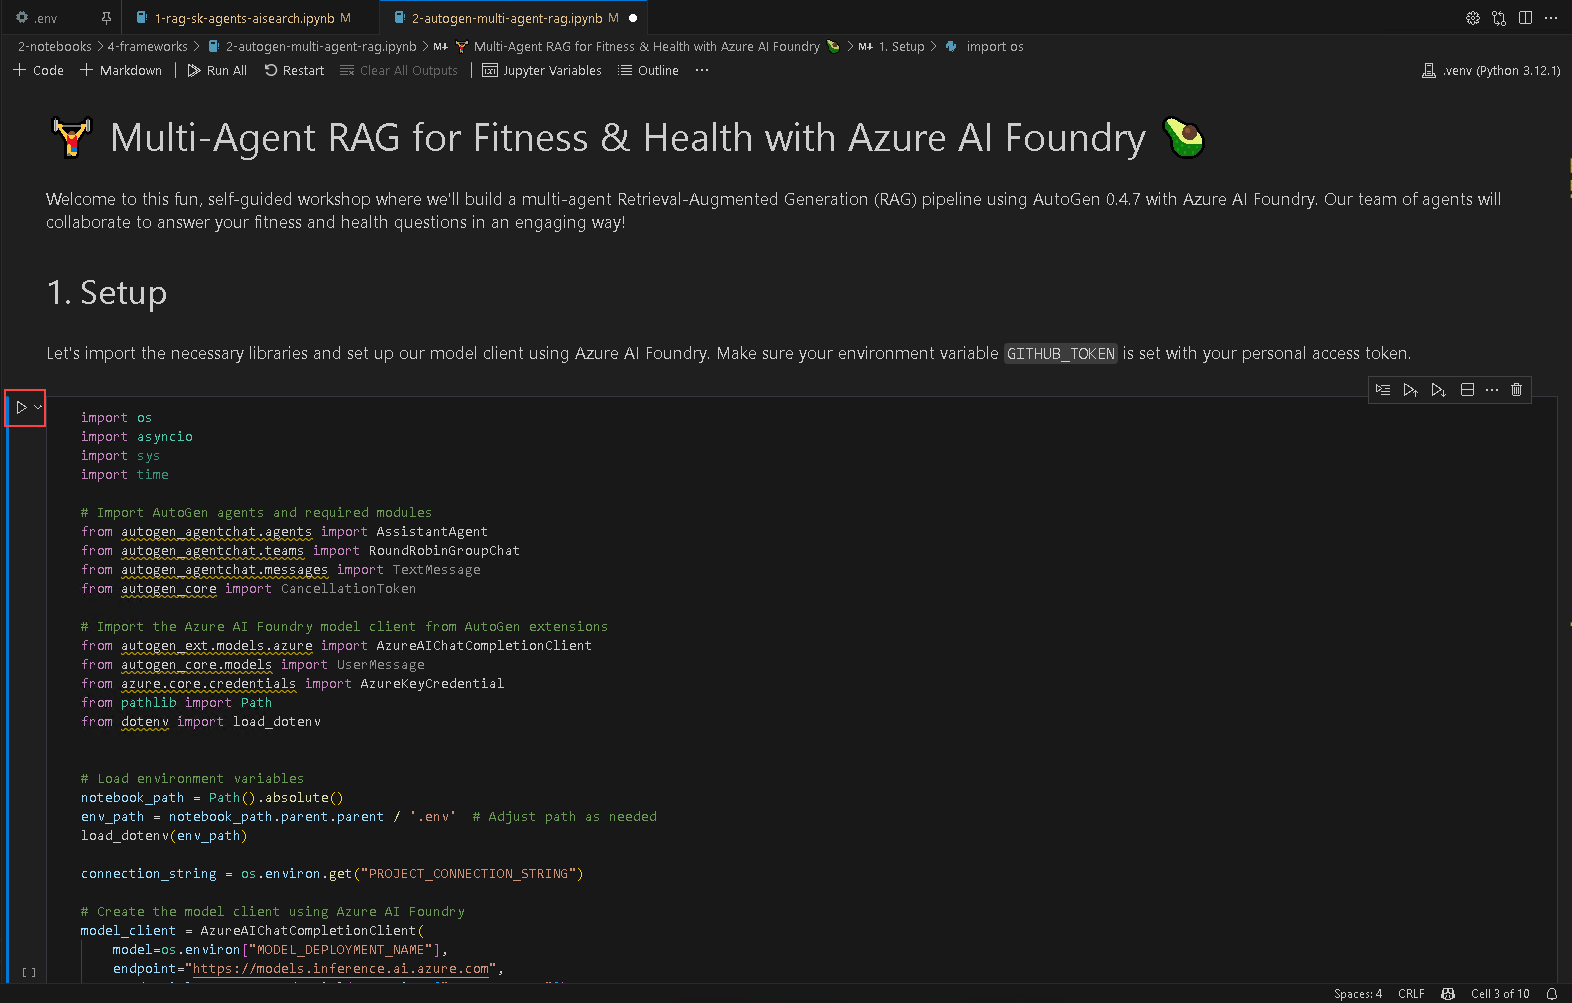 .env
1-rag-sk-agents-aisearch.ipynb M
2-autogen-multi-agent-rag.ipynb M
2-notebooks > 4-frameworks > 2-autogen-multi-agent-rag.ipynb > M↓ Multi-Agent RAG for Fitness & Health with Azure AI Foundry > M↓ 1. Setup > import os
+ Code + Markdown | Run All Restart Clear All Outputs | Jupyter Variables Outline ···
.venv (Python 3.12.1)
Multi-Agent RAG for Fitness & Health with Azure AI Foundry
Welcome to this fun, self-guided workshop where we'll build a multi-agent Retrieval-Augmented Generation (RAG) pipeline using AutoGen 0.4.7 with Azure AI Foundry. Our team of agents will
collaborate to answer your fitness and health questions in an engaging way!
1. Setup
Let's import the necessary libraries and set up our model client using Azure AI Foundry. Make sure your environment variable GITHUB_TOKEN is set with your personal access token.
import os
import asyncio
import sys
import time
# Import AutoGen agents and required modules
from autogen_agentchat.agents import AssistantAgent
from autogen_agentchat.teams import RoundRobinGroupChat
from autogen_agentchat.messages import TextMessage
from autogen_core import CancellationToken
# Import the Azure AI Foundry model client from AutoGen extensions
from autogen_ext.models.azure import AzureAIChatCompletionClient
from autogen_core.models import UserMessage
from azure.core.credentials import AzureKeyCredential
from pathlib import Path
from dotenv import load_dotenv
# Load environment variables
notebook_path = Path().absolute()
env_path = notebook_path.parent.parent / '.env' # Adjust path as needed
load_dotenv(env_path)
connection_string = os.environ.get("PROJECT_CONNECTION_STRING")
# Create the model client using Azure AI Foundry
model_client = AzureAIChatCompletionClient(
model=os.environ["MODEL_DEPLOYMENT_NAME"],
endpoint="https://models.inference.ai.azure.com",
[ ]
Spaces: 4 CRLF Cell 3 of 10